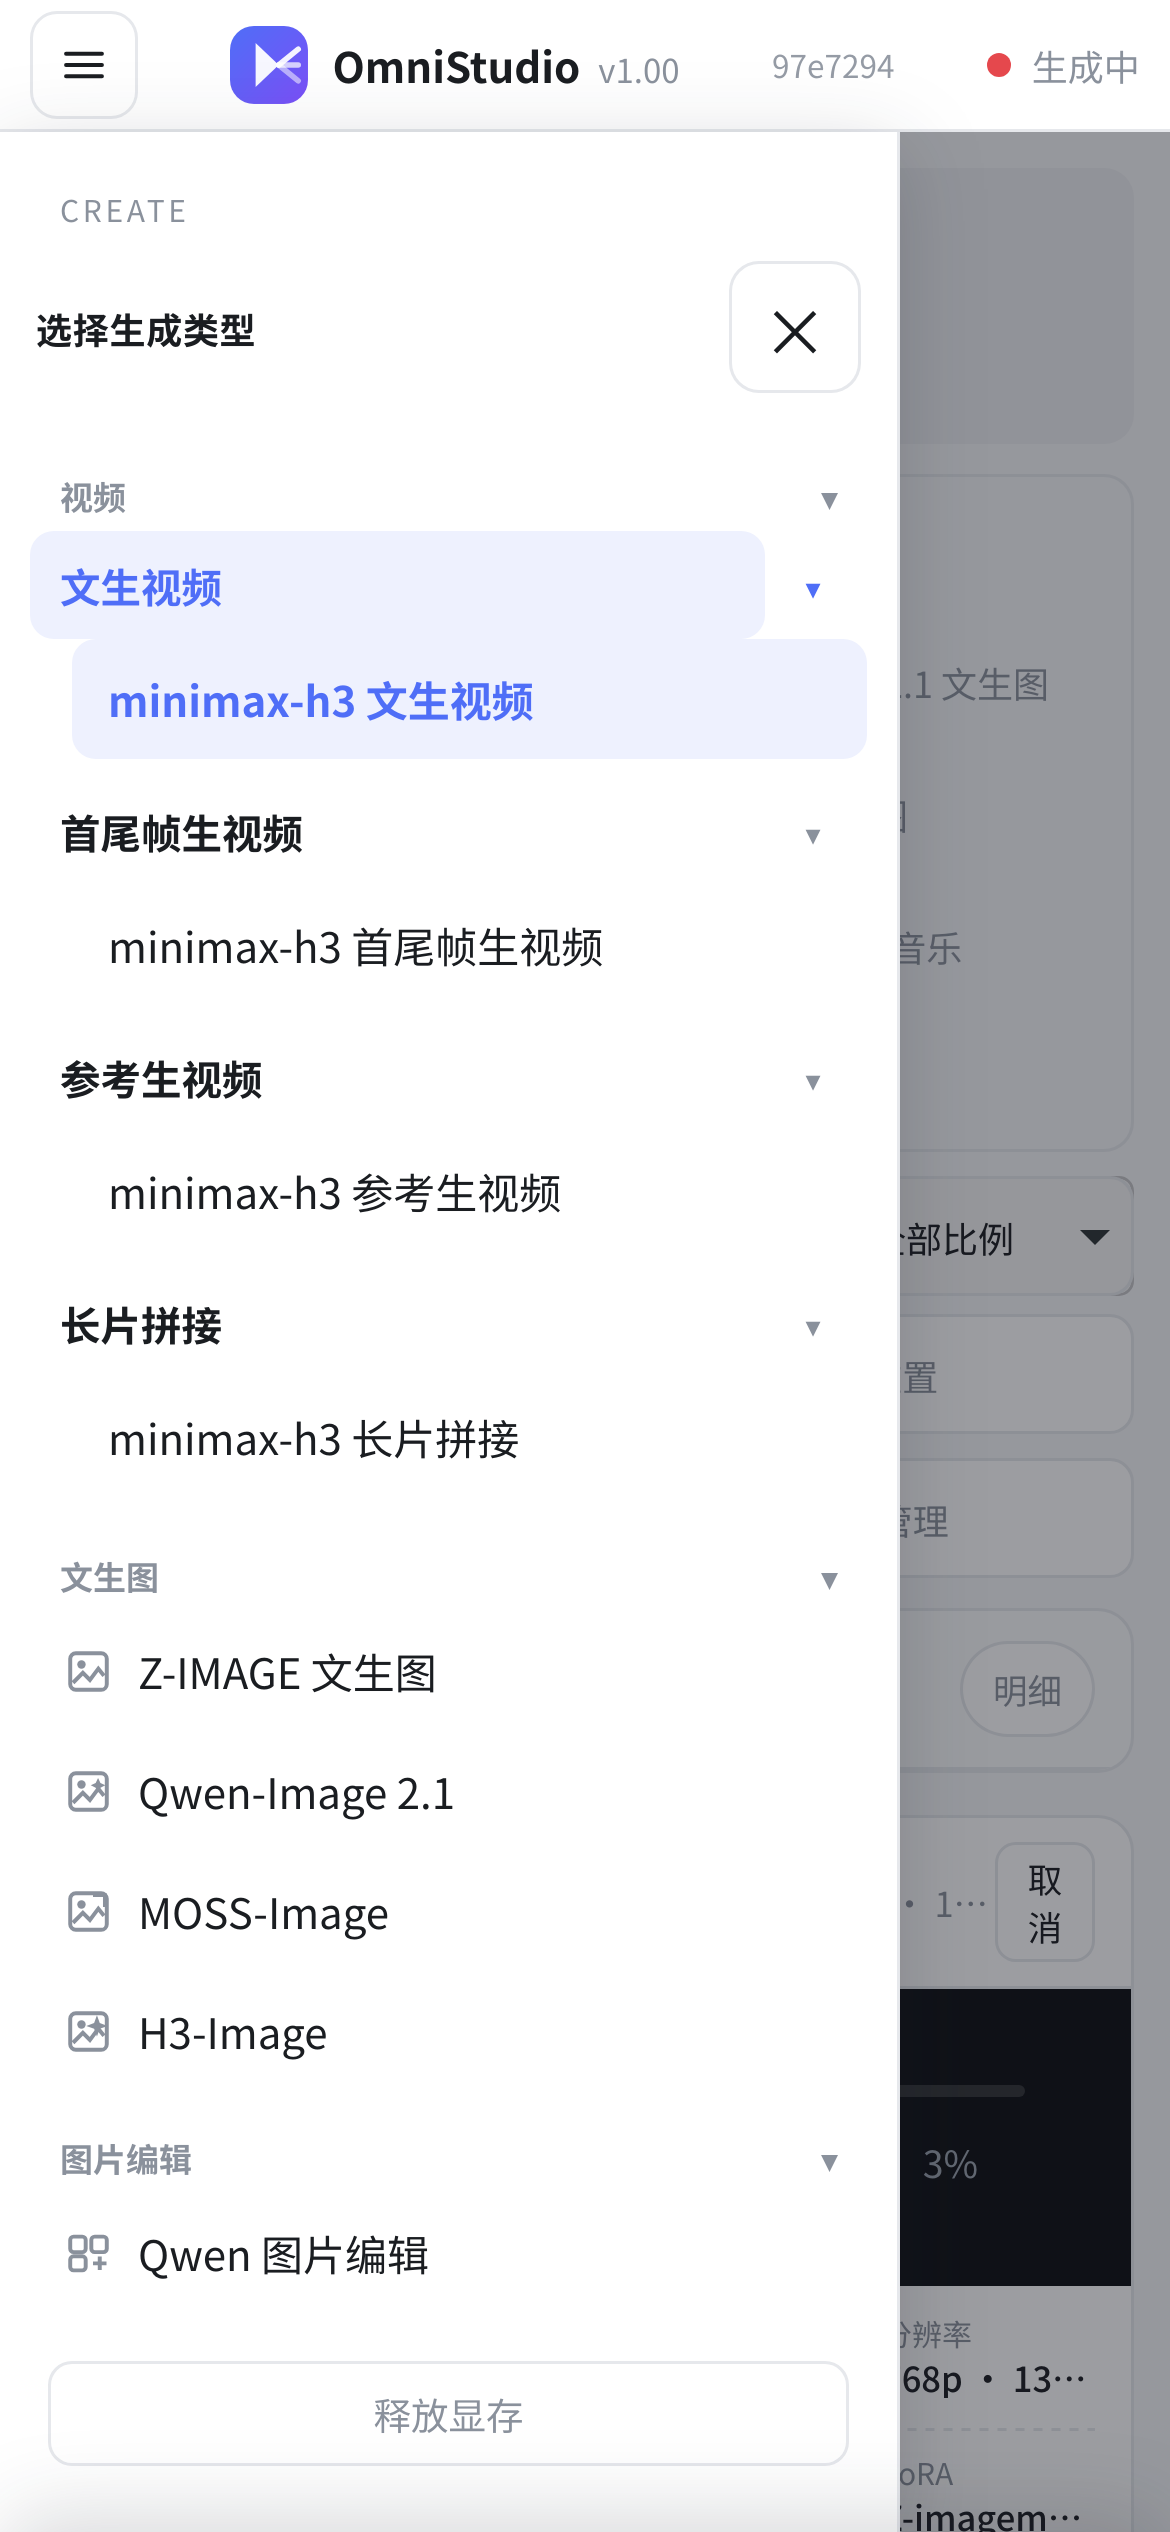 OmniStudio v1.00 97e7294 生成中
CREATE
选择生成类型
视频
文生视频
minimax-h3 文生视频
首尾帧生视频
minimax-h3 首尾帧生视频
参考生视频
minimax-h3 参考生视频
长片拼接
minimax-h3 长片拼接
文生图
Z-IMAGE 文生图
Qwen-Image 2.1
MOSS-Image
H3-Image
图片编辑
Qwen 图片编辑
释放显存
.1 文生图
音乐
部比例
置
管理
明细
· 1…
取消
3%
分辨率
68p · 13…
oRA
-imagem…